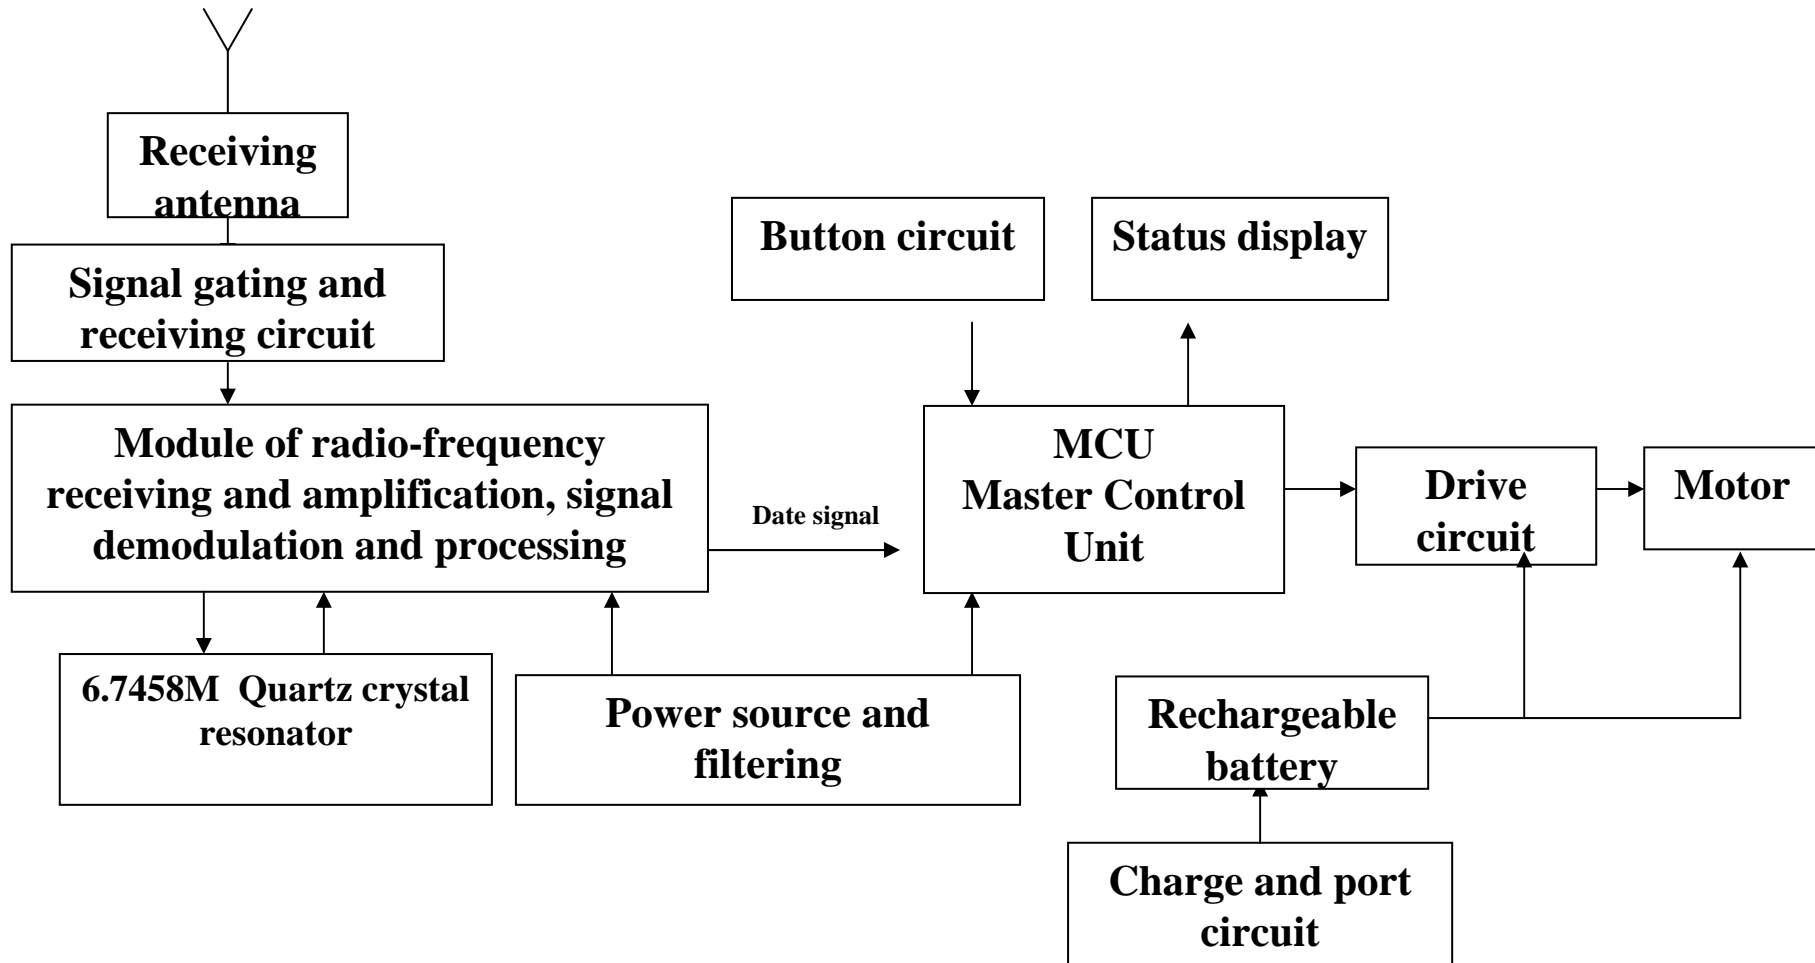 Receiving
antenna
Signal gating and
receiving circuit
Button circuit
Status display
Module of radio-frequency
receiving and amplification, signal
demodulation and processing
Date signal
MCU
Master Control
Unit
Drive
circuit
Motor
6.7458M Quartz crystal
resonator
Power source and
filtering
Rechargeable
battery
Charge and port
circuit